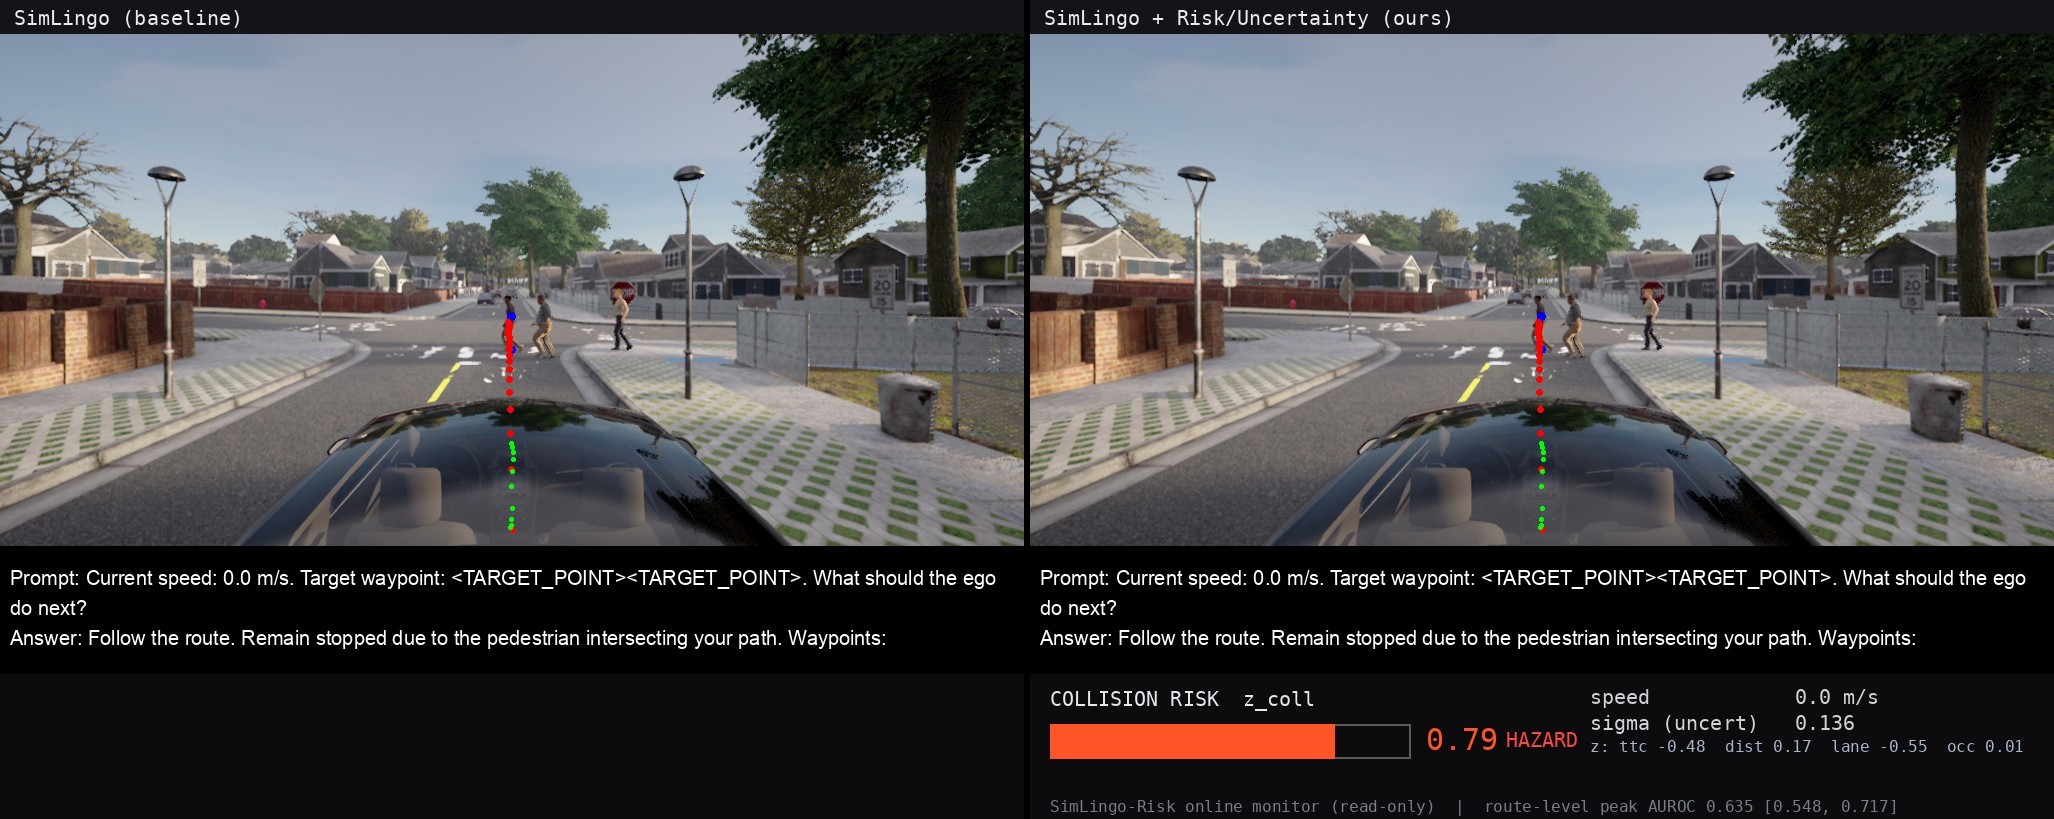 SimLingo (baseline)
SimLingo + Risk/Uncertainty (ours)
20
15
20
15
Prompt: Current speed: 0.0 m/s. Target waypoint: <TARGET_POINT><TARGET_POINT>. What should the ego
do next?
Answer: Follow the route. Remain stopped due to the pedestrian intersecting your path. Waypoints:
Prompt: Current speed: 0.0 m/s. Target waypoint: <TARGET_POINT><TARGET_POINT>. What should the ego
do next?
Answer: Follow the route. Remain stopped due to the pedestrian intersecting your path. Waypoints:
COLLISION RISK z_coll
0.79 HAZARD
speed 0.0 m/s
sigma (uncert) 0.136
z: ttc -0.48 dist 0.17 lane -0.55 occ 0.01
SimLingo-Risk online monitor (read-only) | route-level peak AUROC 0.635 [0.548, 0.717]